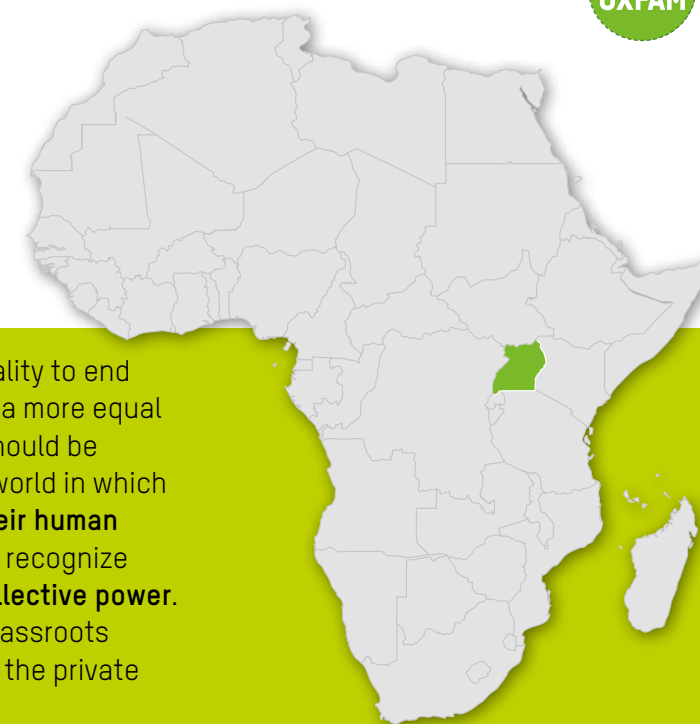 OXFAM
ality to end
a more equal
hould be
world in which
eir human
recognize
llective power.
assroots
the private